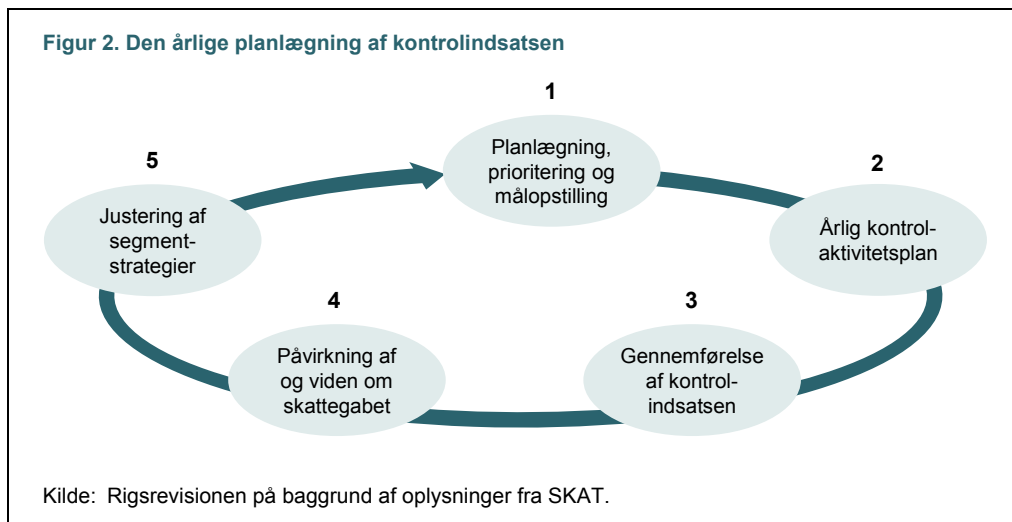 Figur 2. Den årlige planlægning af kontrolindsatsen
1
Planlægning,
prioritering og
målopstilling
2
Årlig kontrol-
aktivitetsplan
3
Gennemførelse
af kontrol-
indsatsen
4
Påvirkning af
og viden om
skattegabet
5
Justering af
segment-
strategier
Kilde: Rigsrevisionen på baggrund af oplysninger fra SKAT.